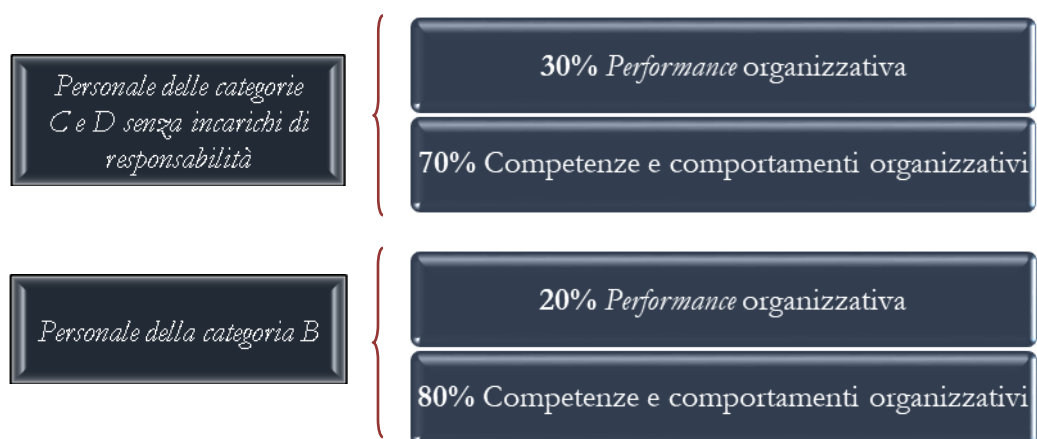 Personale delle categorie
C e D senza incarichi di
responsabilità
30% Performance organizzativa
70% Competenze e comportamenti organizzativi
Personale della categoria B
20% Performance organizzativa
80% Competenze e comportamenti organizzativi